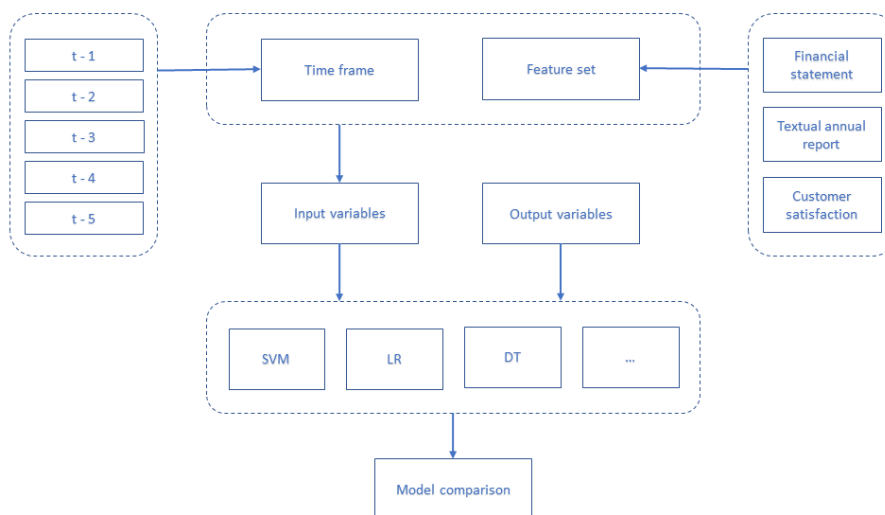 t - 1
t - 2
t - 3
t - 4
t - 5
Time frame
Feature set
Financial
statement
Textual annual
report
Customer
satisfaction
Input variables
Output variables
SVM
LR
DT
...
Model comparison